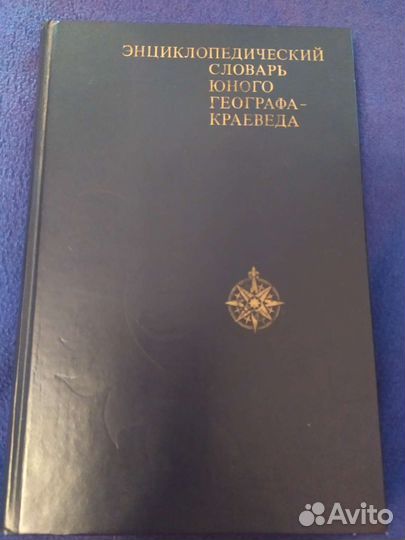 ЭНЦИКЛОПЕДИЧЕСКИЙ
СЛОВАРЬ
ЮНОГО
ГЕОГРАФА-
КРАЕВЕДА
Avito